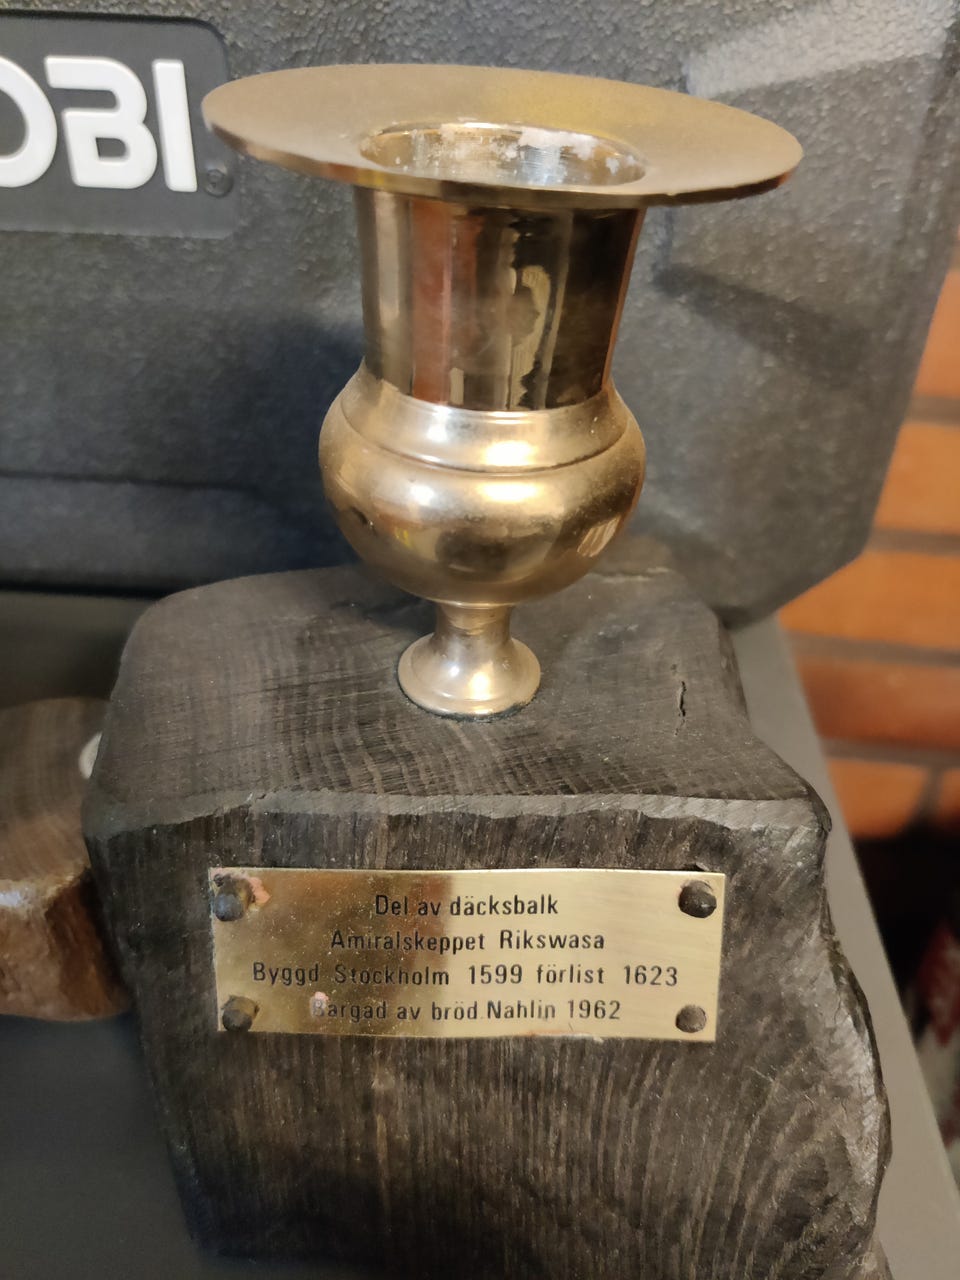 OBI
Del av däcksbalk
Amiralskeppet Rikswasa
Byggd Stockholm 1599 förlist 1623
Bärgad av bröd. Nahlin 1962